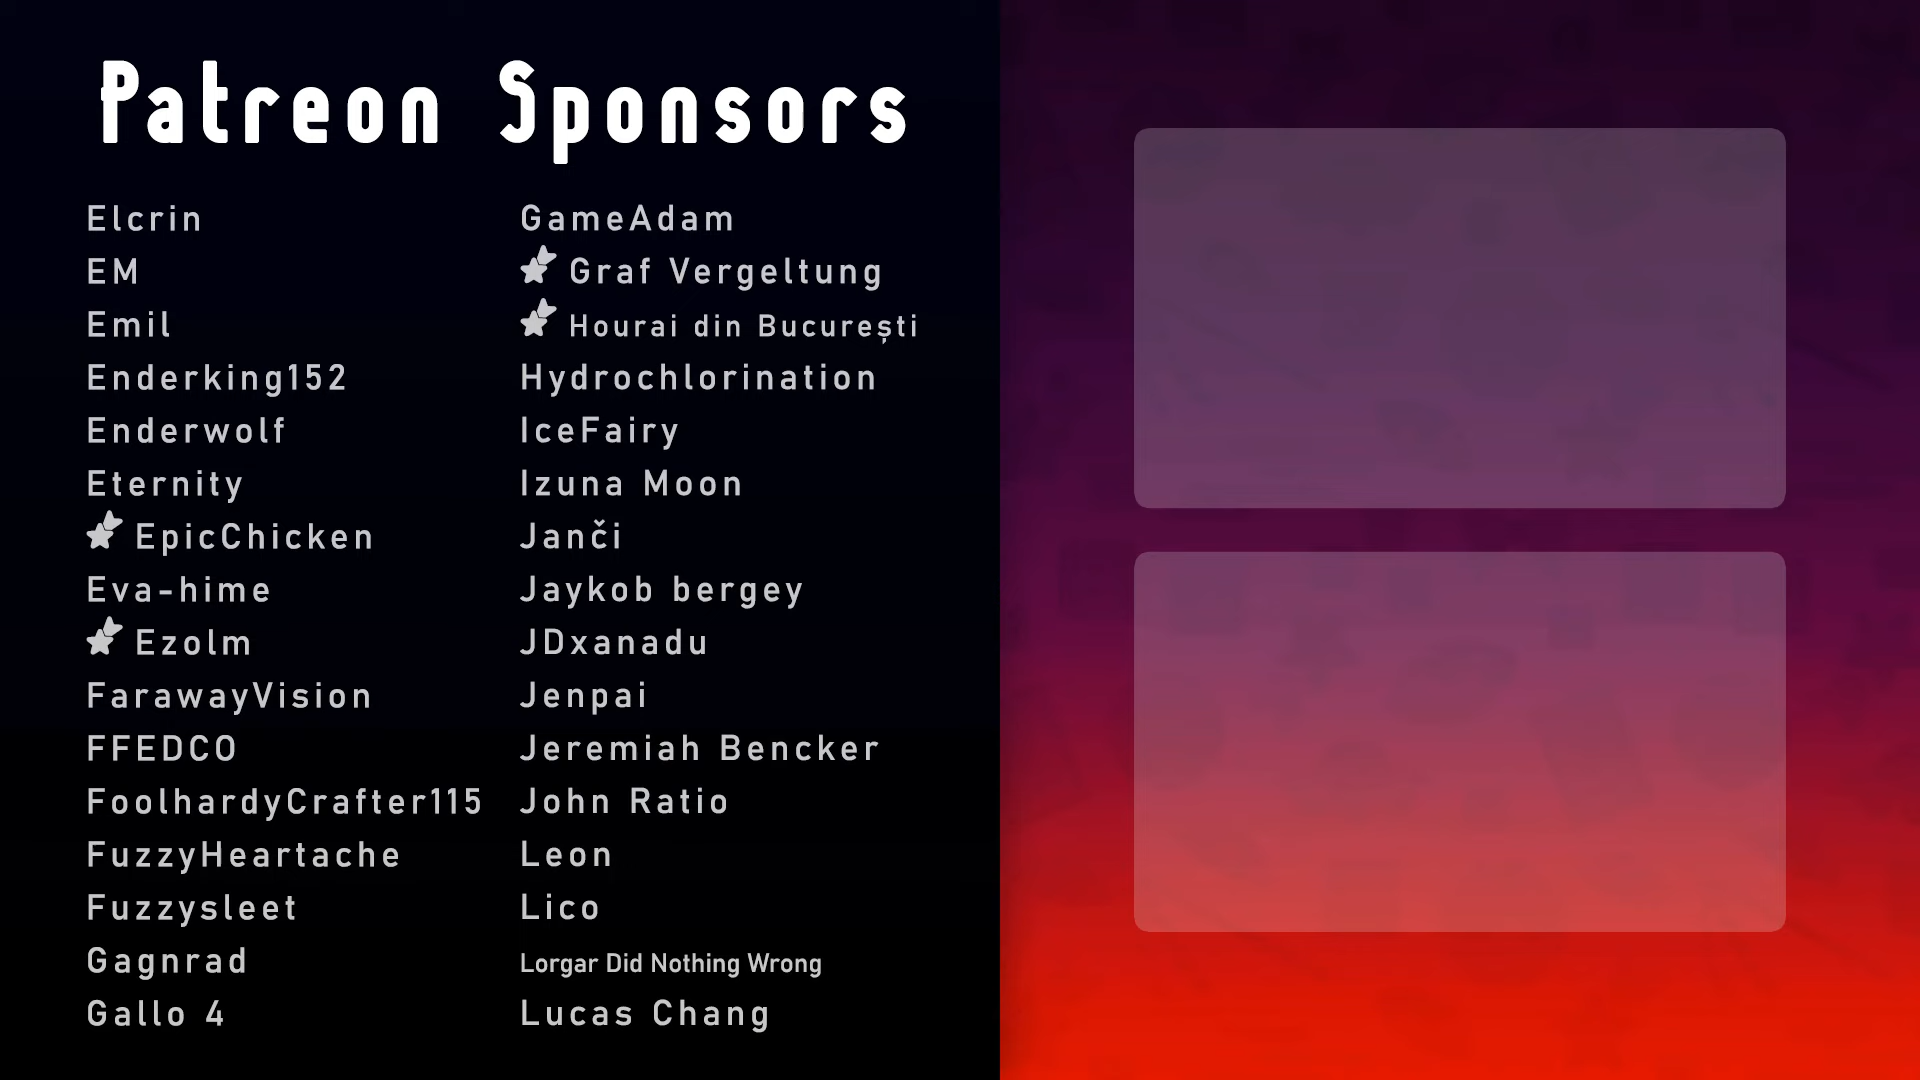 Patreon Sponsors
Elcrin
EM
Emil
Enderking152
Enderwolf
Eternity
EpicChicken
Eva-hime
Ezolm
FarawayVision
FFEDCO
FoolhardyCrafter115
FuzzyHeartache
Fuzzysleet
Gagnrad
Gallo 4
GameAdam
Graf Vergeltung
Hourai din București
Hydrochlorination
IceFairy
Izuna Moon
Janči
Jaykob bergey
JDxanadu
Jenpai
Jeremiah Bencker
John Ratio
Leon
Lico
Lorgar Did Nothing Wrong
Lucas Chang